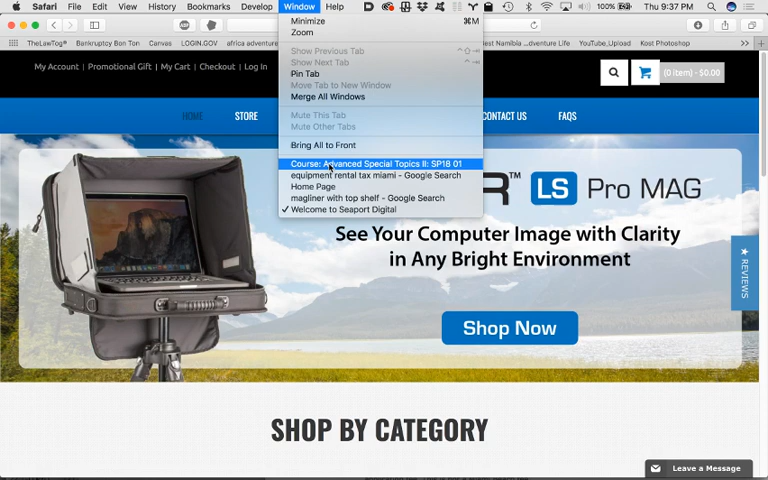 Safari File Edit View History Bookmarks Develop Window Help 100% Thu 9:37 PM
TheLawTog® Bankruptcy Bon Ton Canvas LOGIN.GOV YouTube_Upload Kost Photoshop
My Account | Promotional Gift | My Cart | Checkout | Log In
(0 item) - $0.00
HOME STORE CONTACT US FAQS
Minimize ⌘M
Zoom
Show Previous Tab
Show Next Tab
Pin Tab
Move Tab to New Window
Merge All Windows
Mute This Tab
Mute Other Tabs
Bring All to Front
Course: Advanced Special Topics II: SP18 01
equipment rental tax miami - Google Search
Home Page
magliner with top shelf - Google Search
✓ Welcome to Seaport Digital
R™ LS Pro MAG
See Your Computer Image with Clarity
in Any Bright Environment
Shop Now
★ REVIEWS
SHOP BY CATEGORY
Leave a Message